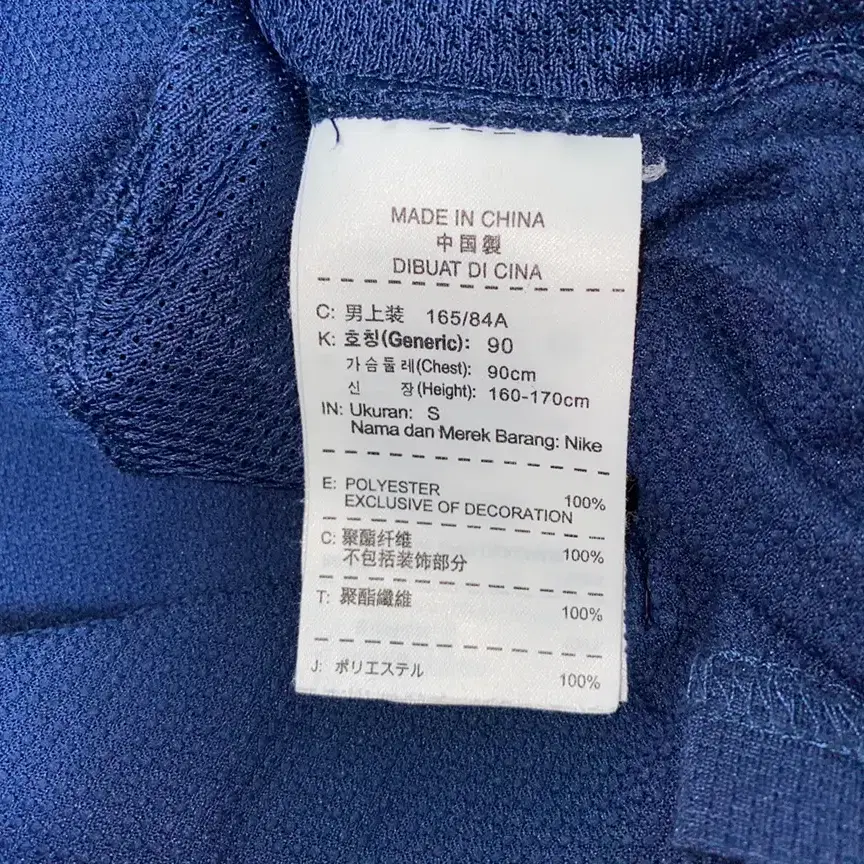 MADE IN CHINA
中国製
DIBUAT DI CINA
C: 男上装 165/84A
K: 호칭(Generic): 90
가슴둘레(Chest): 90cm
신 장(Height): 160-170cm
IN: Ukuran: S
Nama dan Merek Barang: Nike
E: POLYESTER 100%
EXCLUSIVE OF DECORATION
C: 聚酯纤维 100%
不包括装饰部分
T: 聚酯纖維 100%
J: ポリエステル 100%